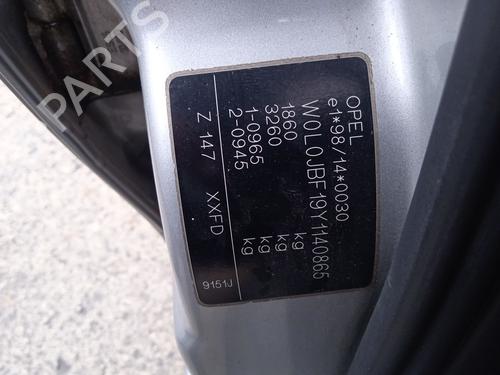 OPEL
e1*98/14*0030
W0L0JBF19Y1140865
1860 kg
3260 kg
1-0965 kg
2-0945 kg
Z 147 XXFD
9151J
PARTS